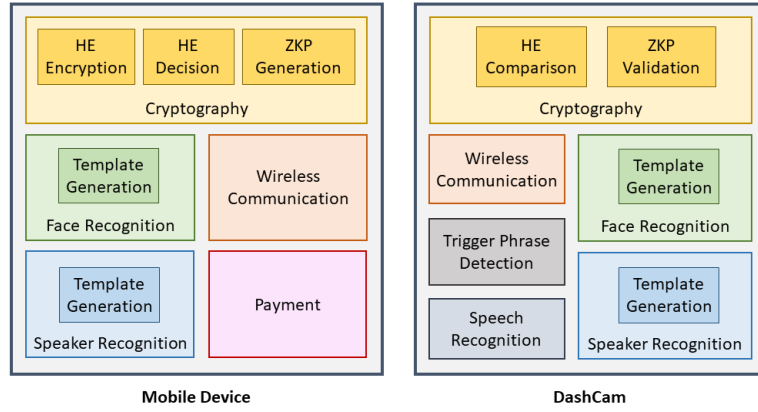 HE
Encryption
HE
Decision
ZKP
Generation
Cryptography
Template
Generation
Face Recognition
Wireless
Communication
Template
Generation
Speaker Recognition
Payment
Mobile Device
HE
Comparison
ZKP
Validation
Cryptography
Wireless
Communication
Template
Generation
Face Recognition
Trigger Phrase
Detection
Speech
Recognition
Template
Generation
Speaker Recognition
DashCam